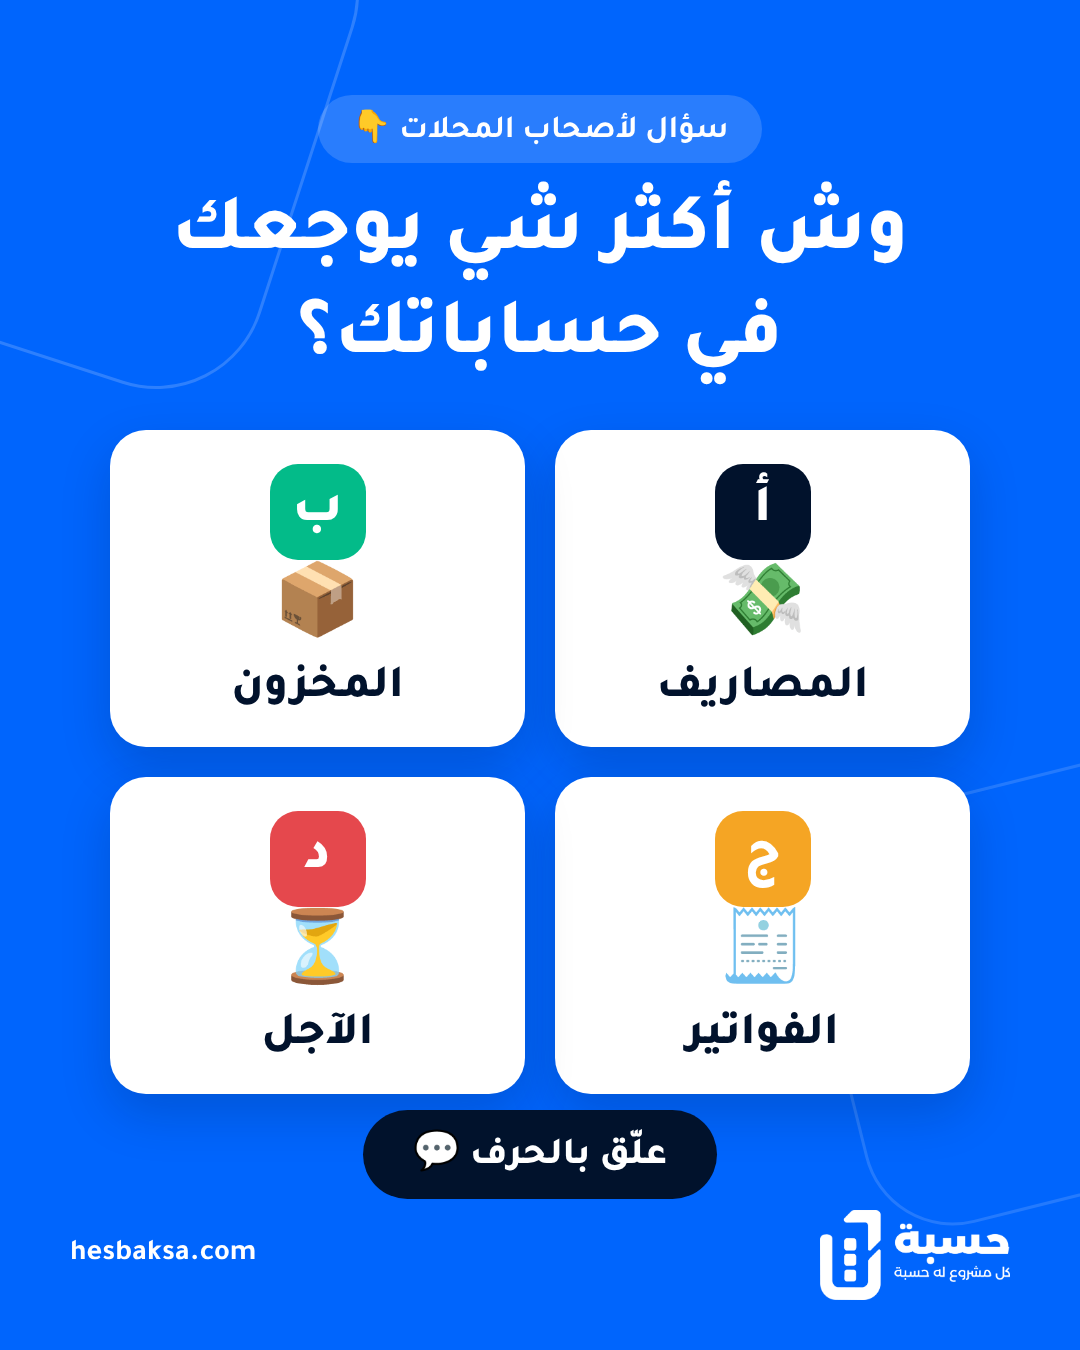 سؤال لأصحاب المحلات 👇
وش أكثر شي يوجعك
في حساباتك؟
أ
المصاريف
ب
المخزون
ج
الفواتير
د
الآجل
علّق بالحرف 💬
حسبة
كل مشروع له حسبة
hesbaksa.com